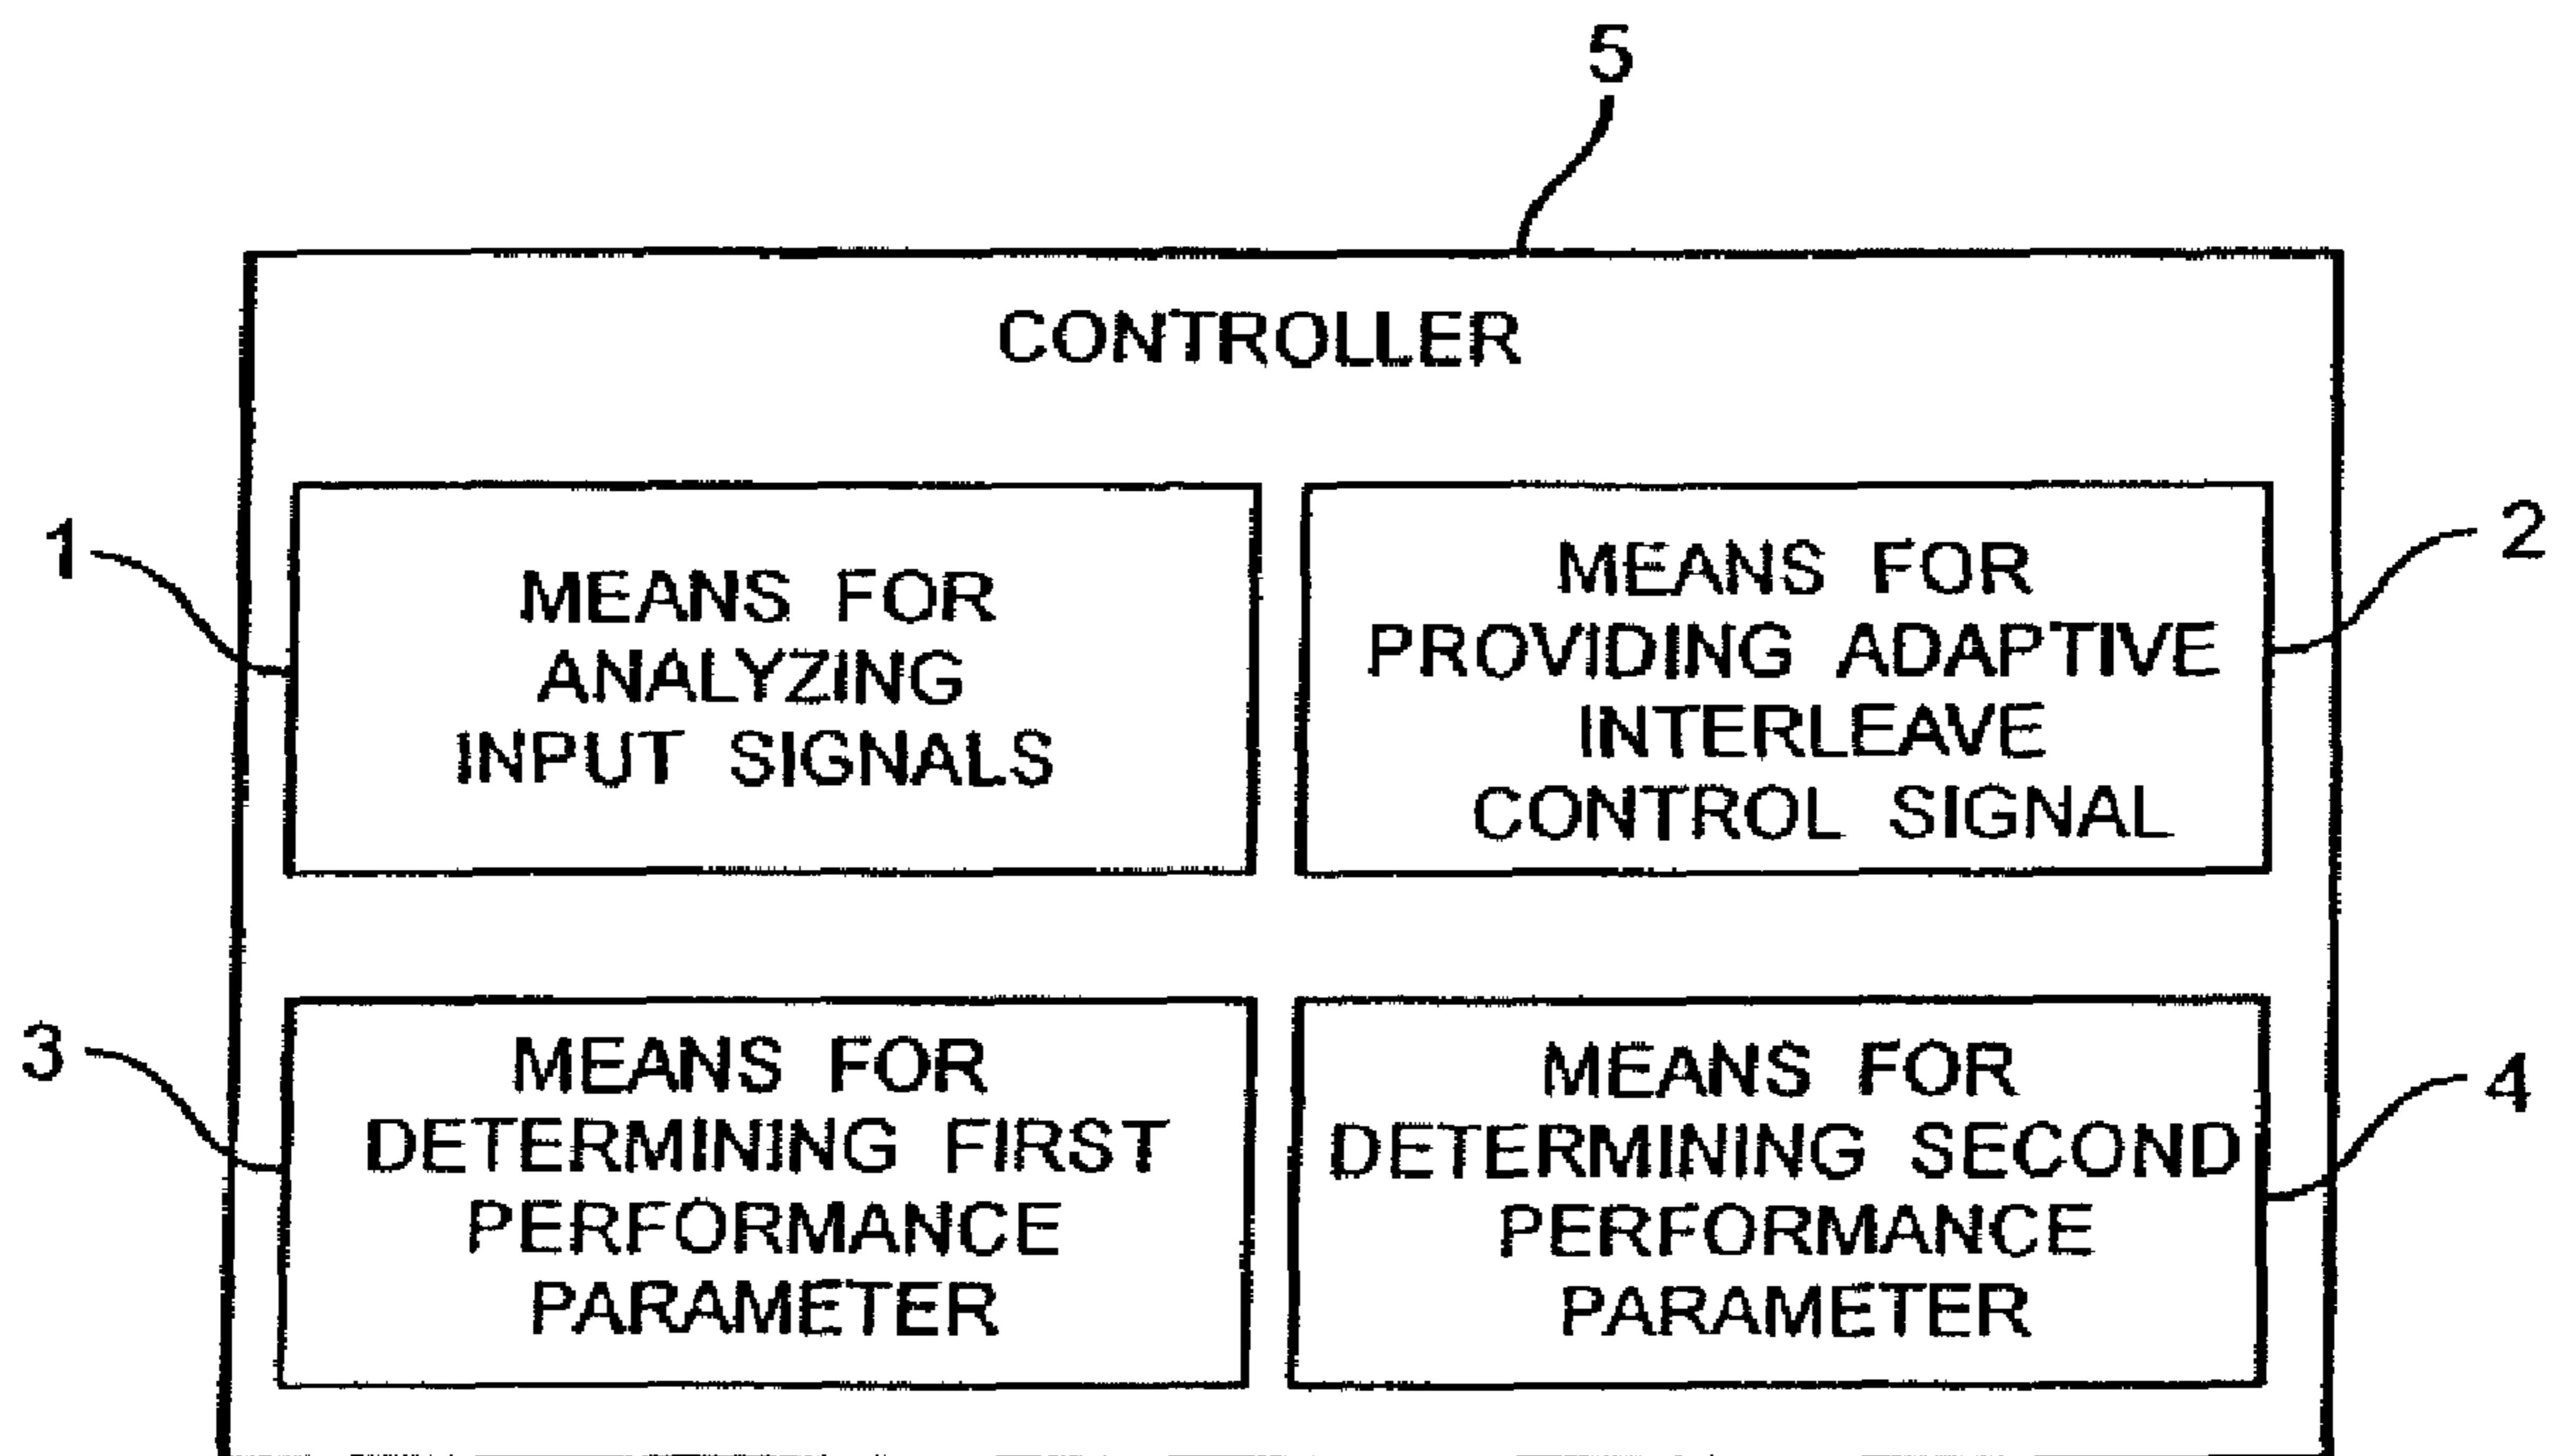 5
CONTROLLER
1
MEANS FOR
ANALYZING
INPUT SIGNALS
2
MEANS FOR
PROVIDING ADAPTIVE
INTERLEAVE
CONTROL SIGNAL
3
MEANS FOR
DETERMINING FIRST
PERFORMANCE
PARAMETER
4
MEANS FOR
DETERMINING SECOND
PERFORMANCE
PARAMETER